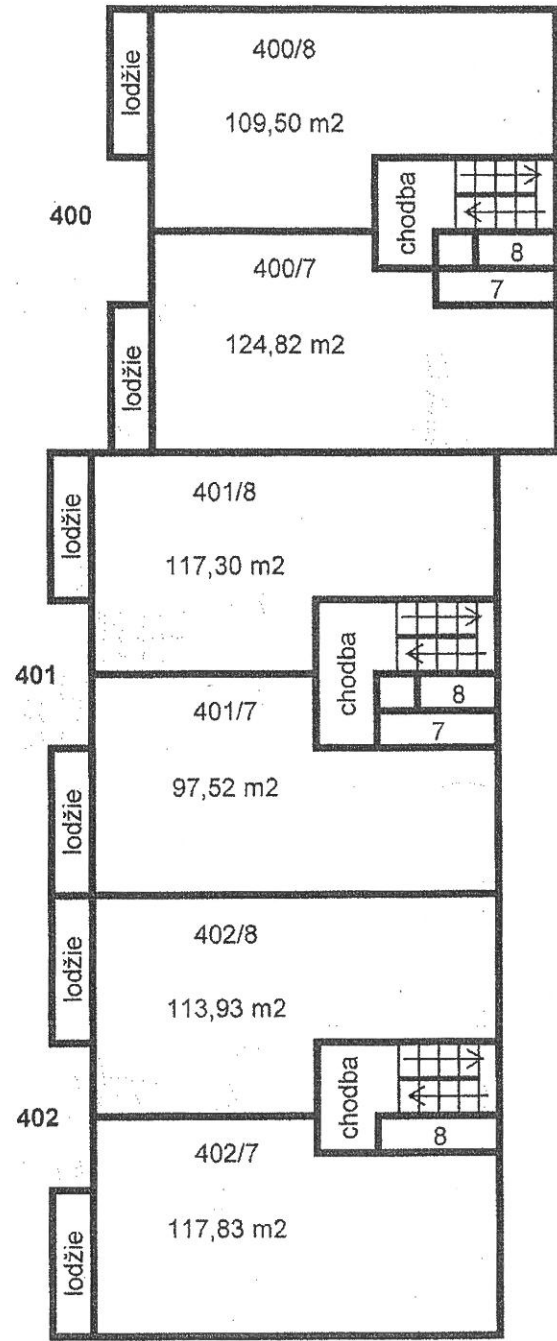 lodžie
400/8
109,50 m2
chodba
400
8
400/7
7
124,82 m2
lodžie
lodžie
401/8
117,30 m2
chodba
401
8
401/7
7
97,52 m2
lodžie
lodžie
402/8
113,93 m2
chodba
402
8
402/7
117,83 m2
lodžie